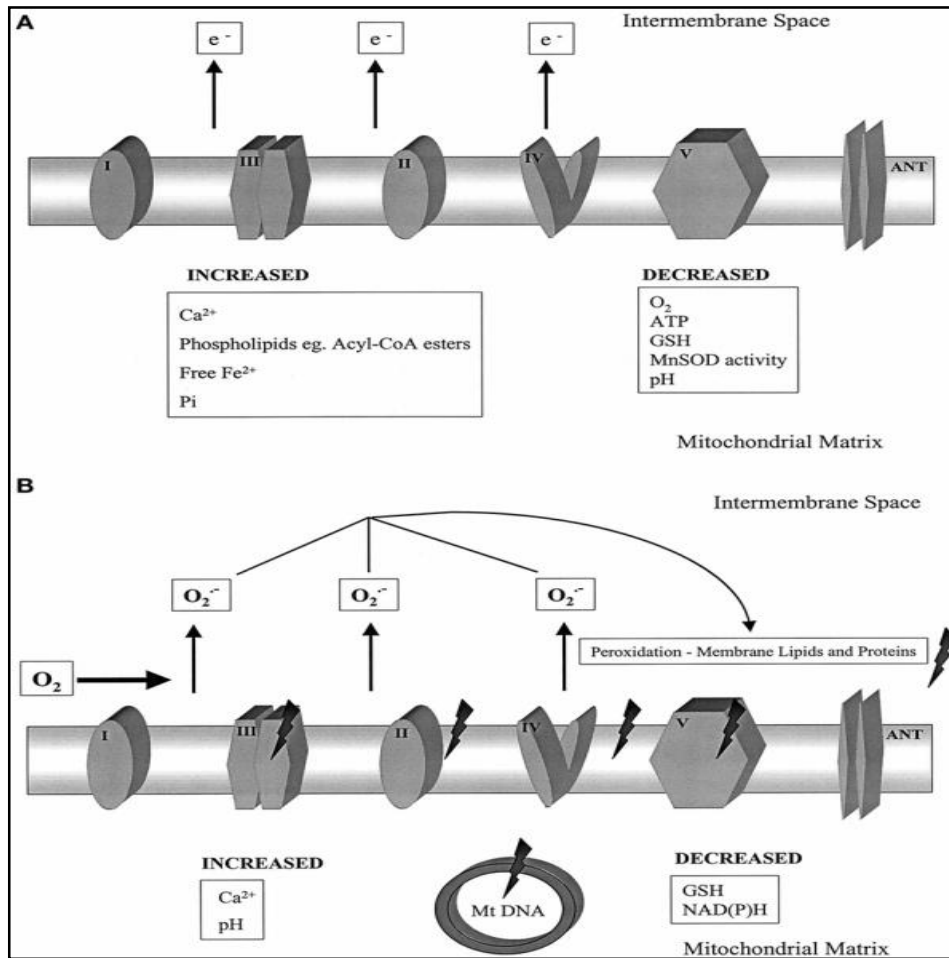 A
Intermembrane Space
e -
e -
e -
I
III
II
IV
V
ANT
INCREASED
Ca²⁺
Phospholipids eg. Acyl-CoA esters
Free Fe²⁺
Pi
DECREASED
O₂
ATP
GSH
MnSOD activity
pH
Mitochondrial Matrix
B
Intermembrane Space
O₂·-
O₂·-
O₂·-
Peroxidation - Membrane Lipids and Proteins
O₂
I
III
II
IV
V
ANT
INCREASED
Ca²⁺
pH
Mt DNA
DECREASED
GSH
NAD(P)H
Mitochondrial Matrix